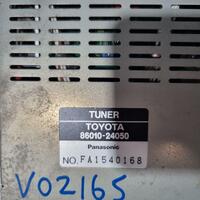 TUNER
TOYOTA
86010-24050
Panasonic
NO.FA1540168
V02165